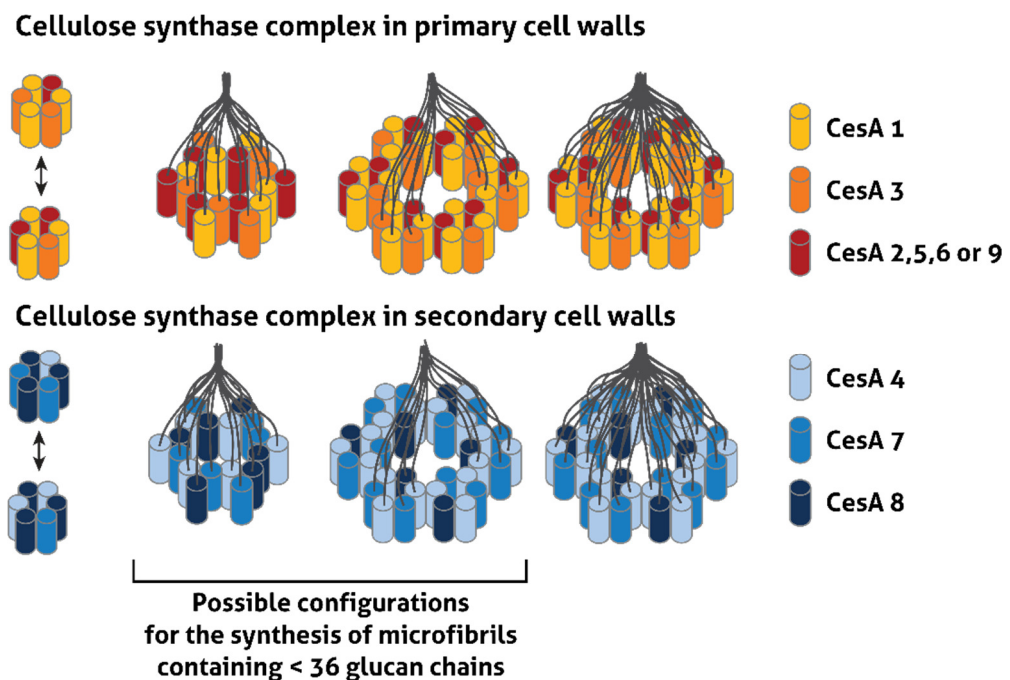 Cellulose synthase complex in primary cell walls
CesA 1
CesA 3
CesA 2,5,6 or 9
Cellulose synthase complex in secondary cell walls
CesA 4
CesA 7
CesA 8
Possible configurations
for the synthesis of microfibrils
containing < 36 glucan chains